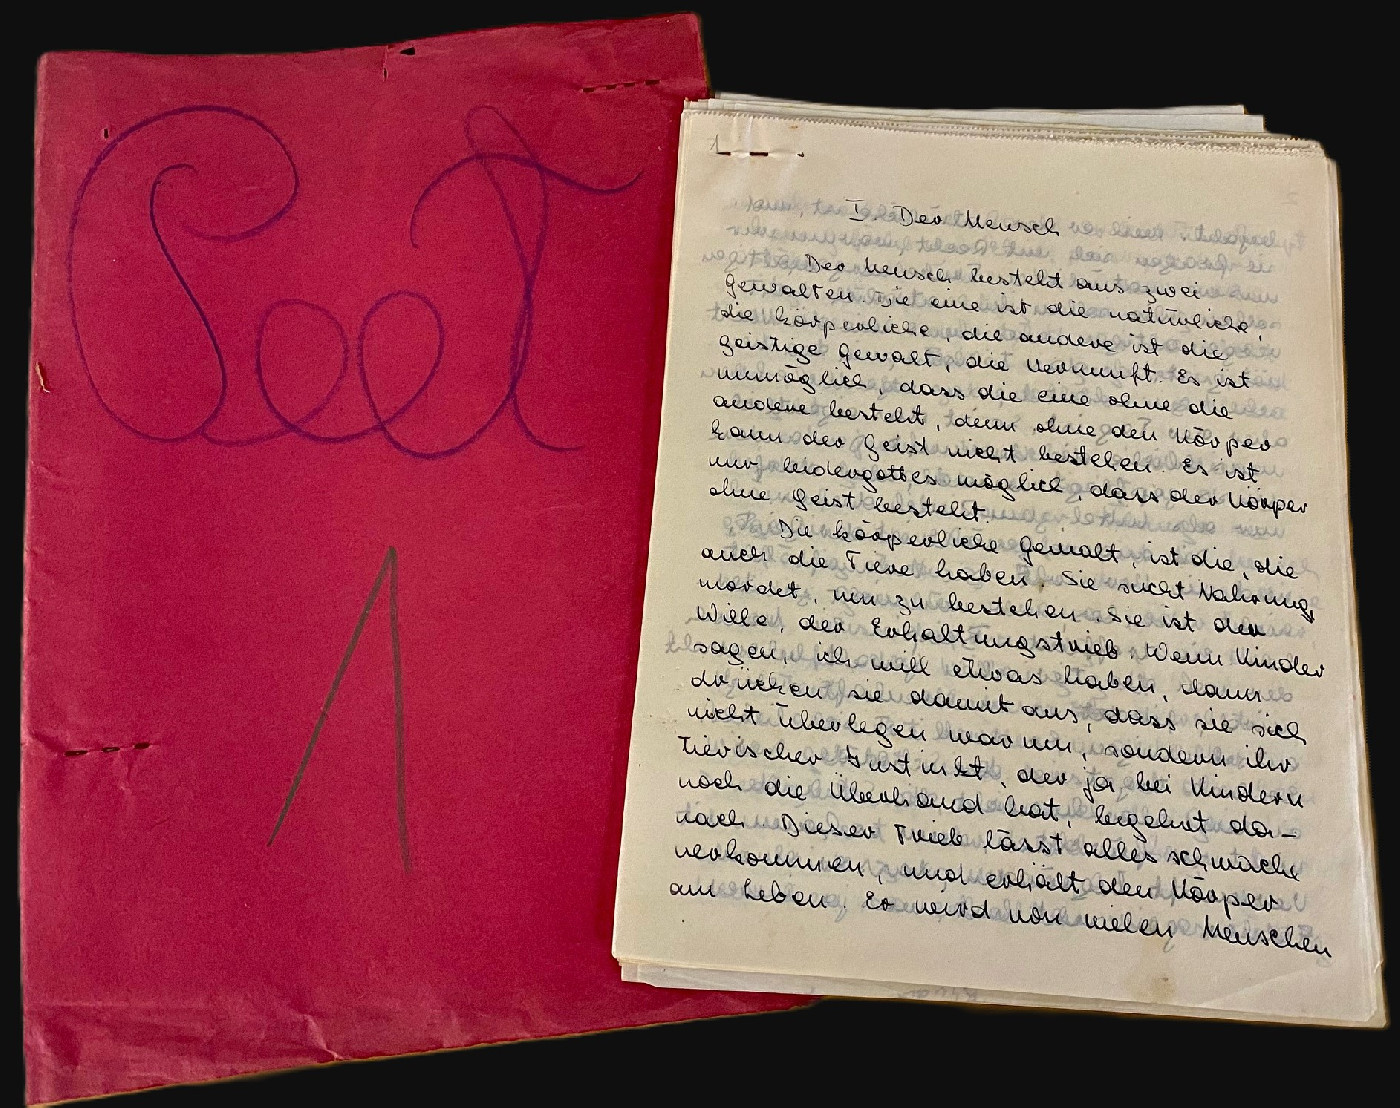 1
1
I. Der Mensch
Der Mensch besteht aus zwei
Gewalten. Die eine ist die natürliche,
die körperliche, die andere ist die
geistige Gewalt, die Vernunft. Es ist
unmöglich, dass die eine ohne die
andere besteht, denn ohne den Körper
kann der Geist nicht bestehen. Es ist
nur leidergottes möglich, dass der Körper
ohne Geist besteht.
Die körperliche Gewalt, ist die, die
auch die Tiere haben. Sie sucht Nahrung,
mordet, um zu bestehen. Sie ist der
Wille, der Erhaltungstrieb. Wenn Kinder
sagen, ich will etwas haben, dann
drücken sie damit aus, dass sie sich
nicht überlegen warum, sondern ihr
tierischer Instinkt, der ja, bei Kindern
noch die Überhand hat, begehrt da-
nach. Dieser Trieb lässt alles schwache
verkommen, und erhält den Körper
am Leben. Er wird von vielen Menschen